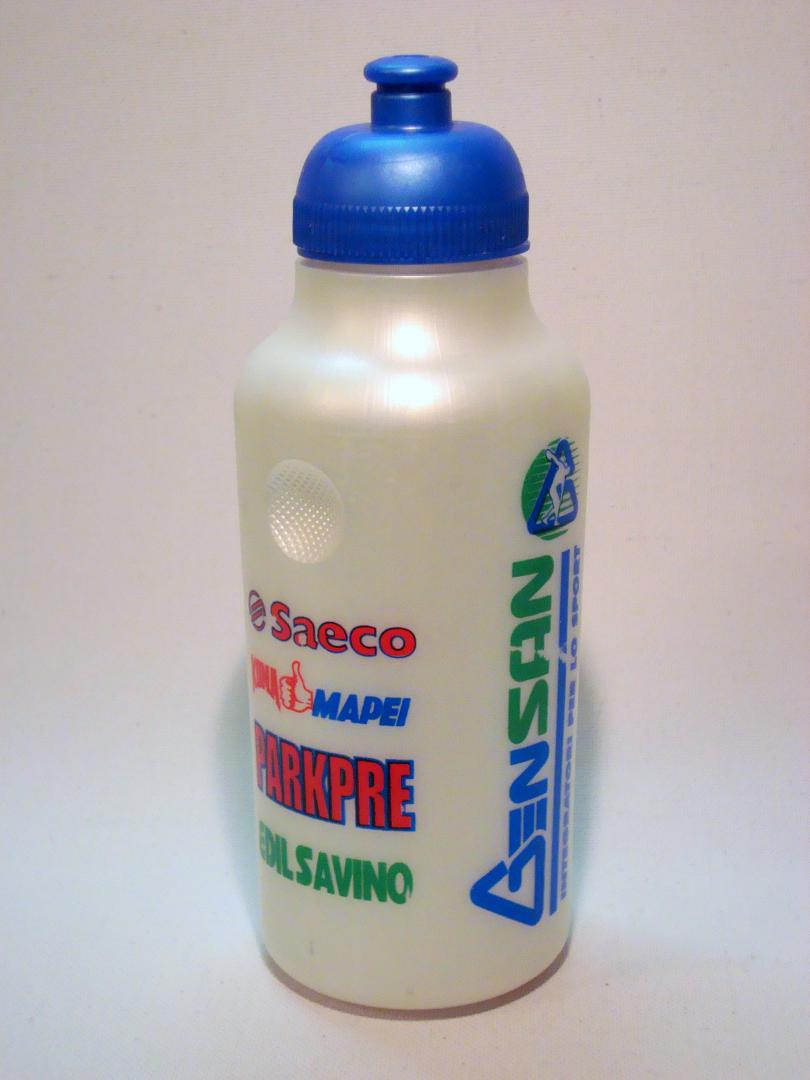 Saeco
MAPEI
PARKPRE
EDILSAVINO
GENSAN
INTEGRATORI PER LO SPORT